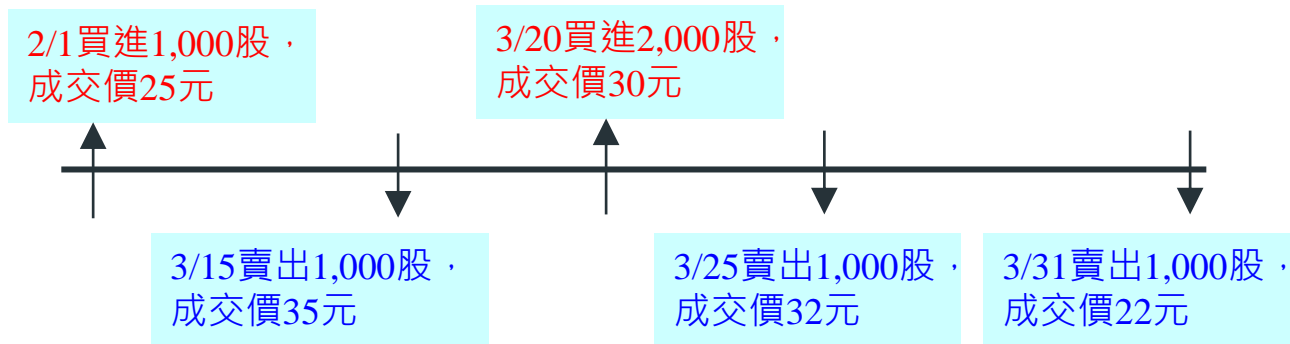 2/1買進1,000股，
成交價25元
3/20買進2,000股，
成交價30元
3/15賣出1,000股，
成交價35元
3/25賣出1,000股，
成交價32元
3/31賣出1,000股，
成交價22元